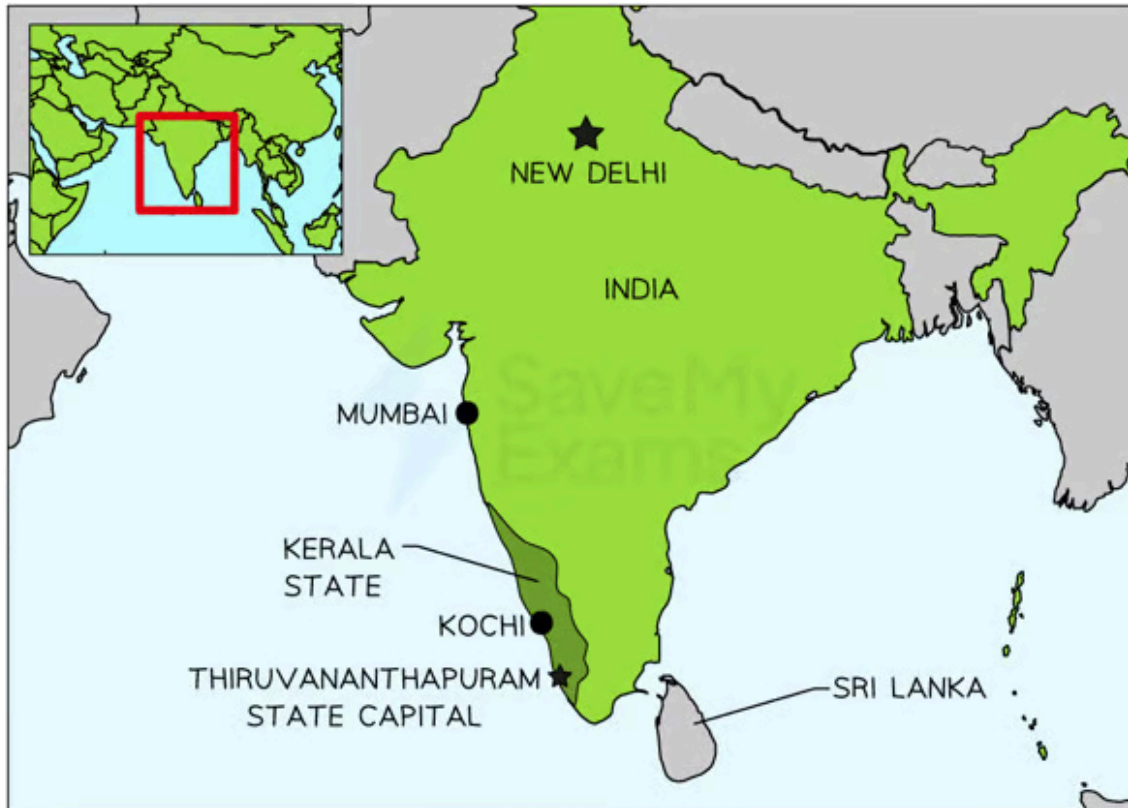 NEW DELHI
INDIA
SaveMy
Exams
MUMBAI
KERALA
STATE
KOCHI
THIRUVANANTHAPURAM
STATE CAPITAL
SRI LANKA